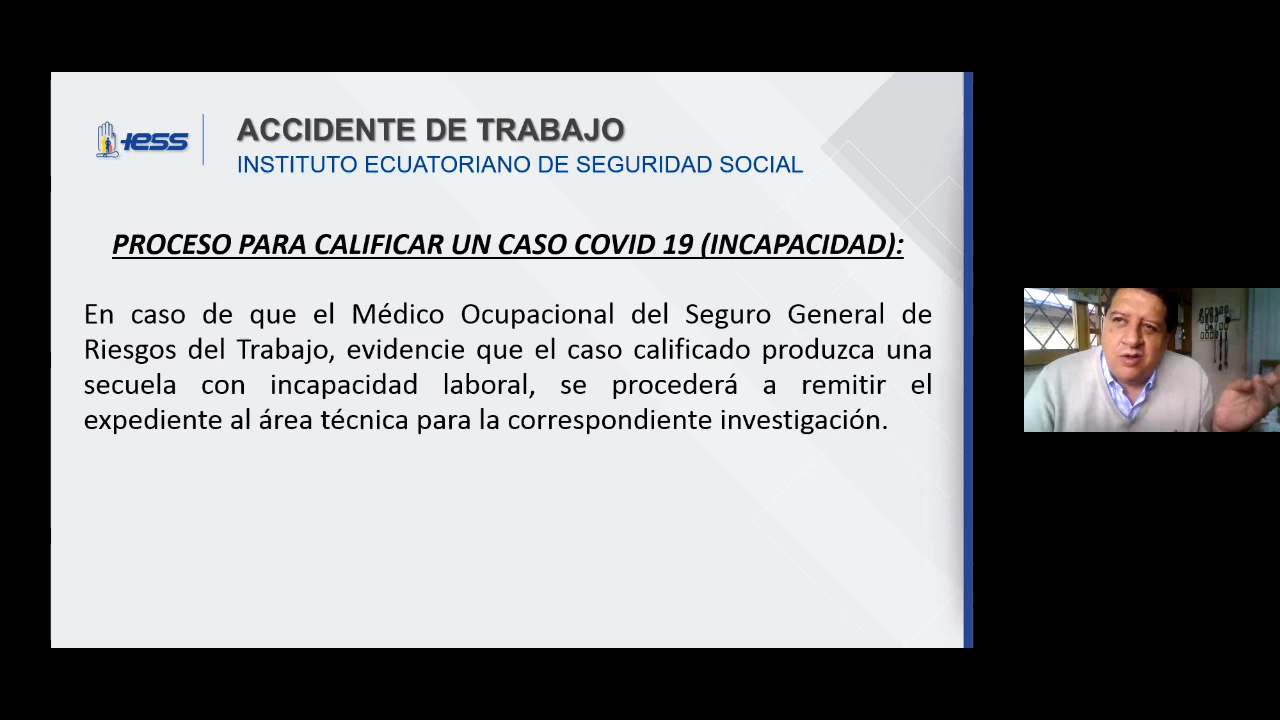 IESS
ACCIDENTE DE TRABAJO
INSTITUTO ECUATORIANO DE SEGURIDAD SOCIAL
PROCESO PARA CALIFICAR UN CASO COVID 19 (INCAPACIDAD):
En caso de que el Médico Ocupacional del Seguro General de
Riesgos del Trabajo, evidencie que el caso calificado produzca una
secuela con incapacidad laboral, se procederá a remitir el
expediente al área técnica para la correspondiente investigación.